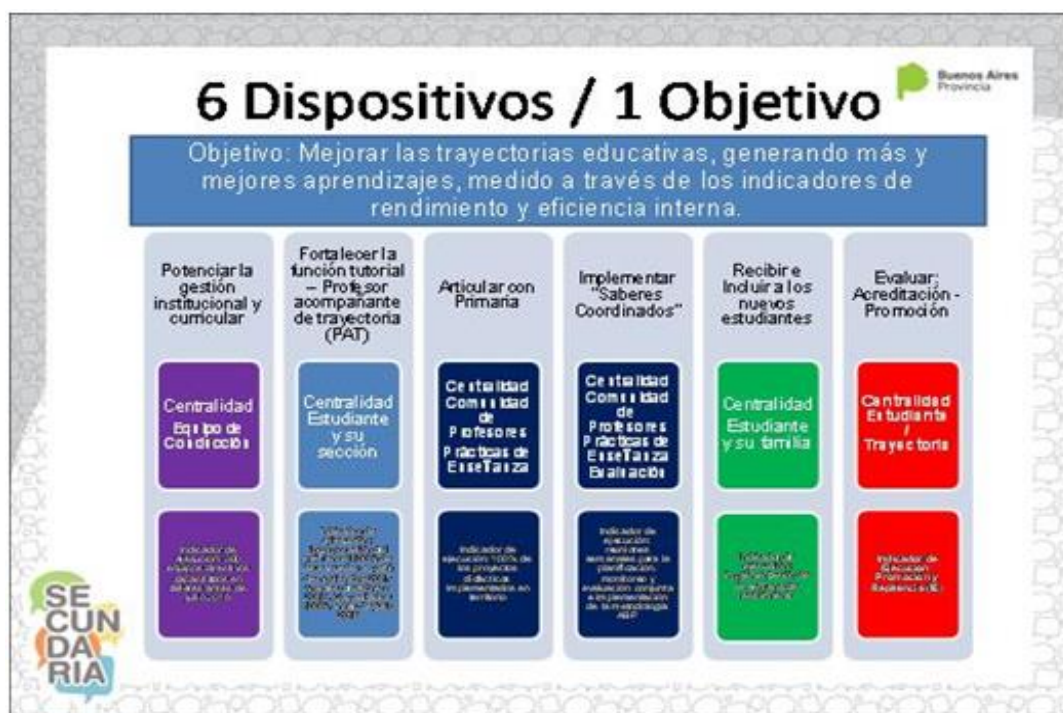 6 Dispositivos / 1 Objetivo
Buenos Aires
Provincia
Objetivo: Mejorar las trayectorias educativas, generando más y
mejores aprendizajes, medido a través de los indicadores de
rendimiento y eficiencia interna.
Potenciar la
gestión
institucional y
curricular
Centralidad
Equipo de
Conducción
Indicador de
Fortalecer la
función tutorial
– Profesor
acompañante
de trayectoria
(PAT)
Centralidad
Estudiante
y su
sección
Articular con
Primaria
Centralidad
Comunidad
de
Profesores
Prácticas de
Enseñanza
Indicador de
ejecución: 100% de
los proyectos
didácticos
implementados en
territorio
Implementar
"Saberes
Coordinados"
Centralidad
Comunidad
de
Profesores
Prácticas de
Enseñanza
Evaluación
Indicador de
ejecución: reuniones
semanales para la
planificación,
monitoreo y
evaluación conjunta
e implementación
de la metodología
ABP
Recibir e
Incluir a los
nuevos
estudiantes
Centralidad
Estudiante
y su familia
Evaluar:
Acreditación -
Promoción
Centralidad
Estudiante
/
Trayectoria
Indicador de
Ejecución
Promoción y
SE
CUN
DA
RIA